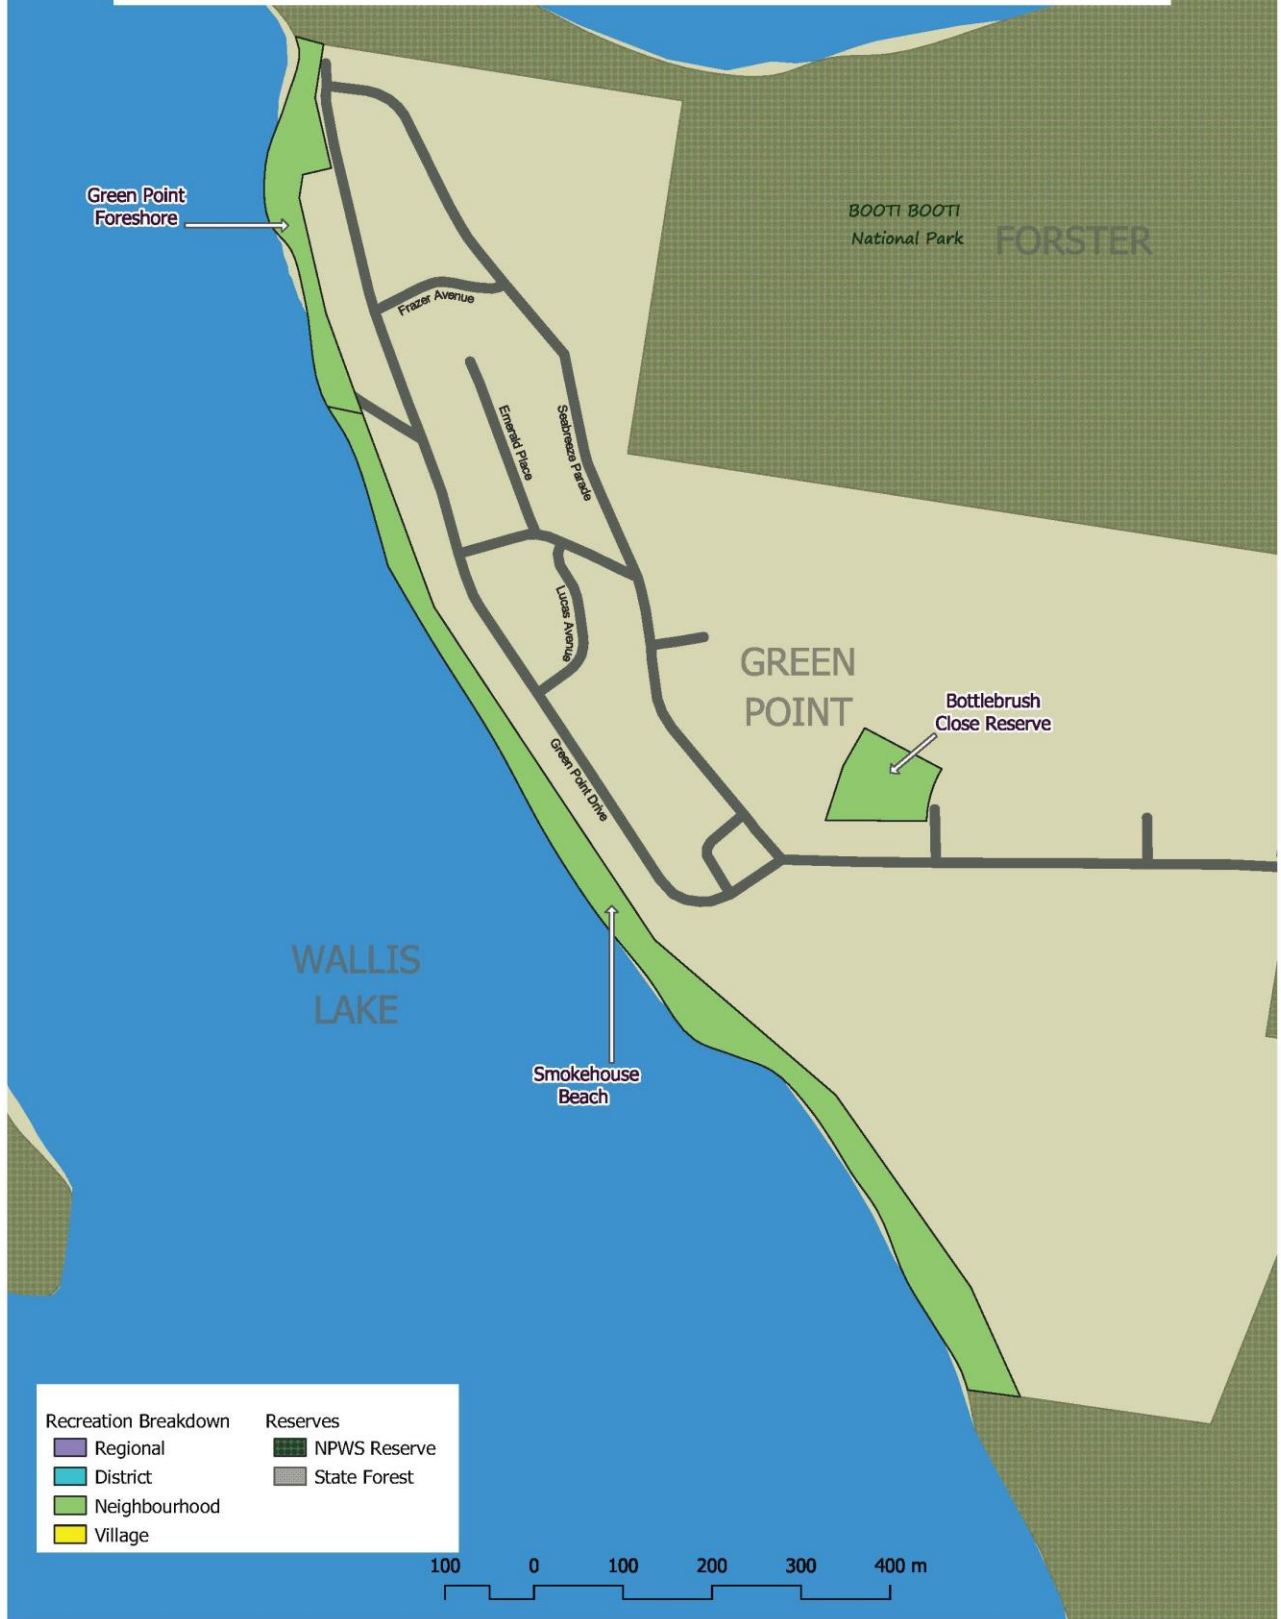 Green Point
Foreshore
BOOTI BOOTI
National Park
FORSTER
Frazer Avenue
Emerald Place
Seabreeze Parade
Lucas Avenue
GREEN
POINT
Bottlebrush
Close Reserve
Green Point Drive
WALLIS
LAKE
Smokehouse
Beach
Recreation Breakdown
Regional
District
Neighbourhood
Village
Reserves
NPWS Reserve
State Forest
100 0 100 200 300 400 m